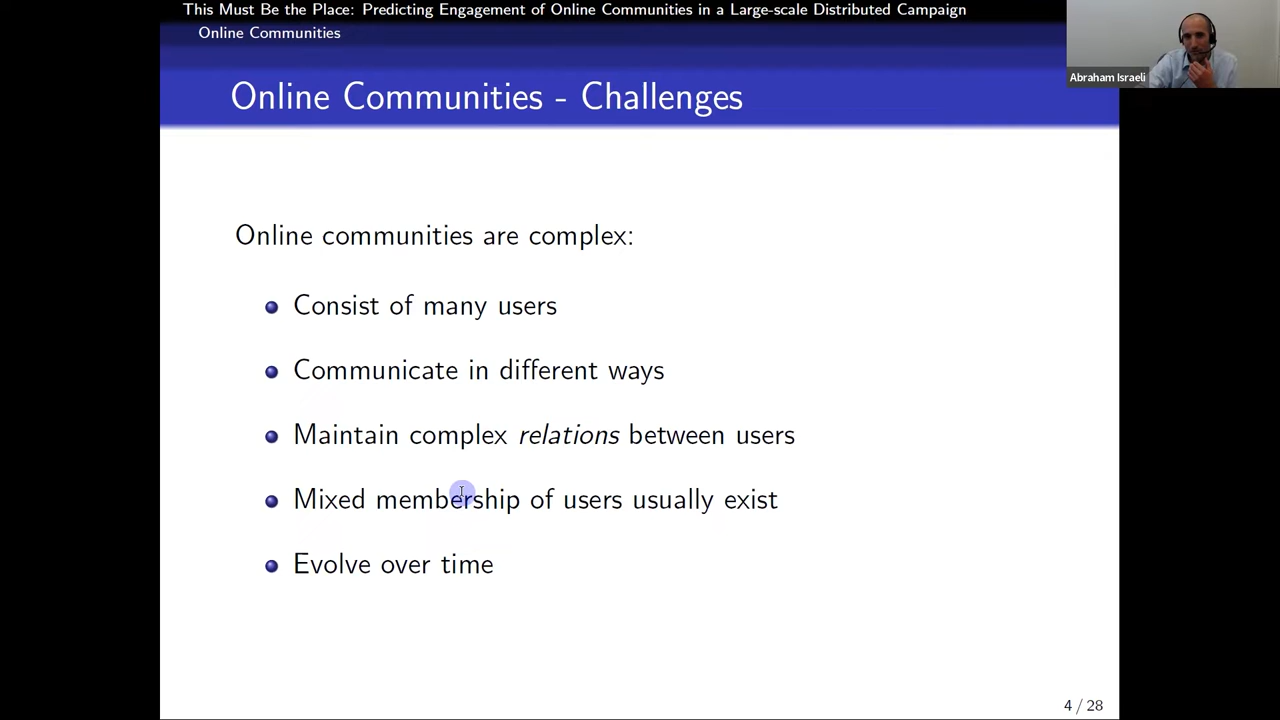 This Must Be the Place: Predicting Engagement of Online Communities in a Large-scale Distributed Campaign
Online Communities
Abraham Israeli
Online Communities - Challenges
Online communities are complex:
Consist of many users
Communicate in different ways
Maintain complex relations between users
Mixed membership of users usually exist
Evolve over time
4 / 28